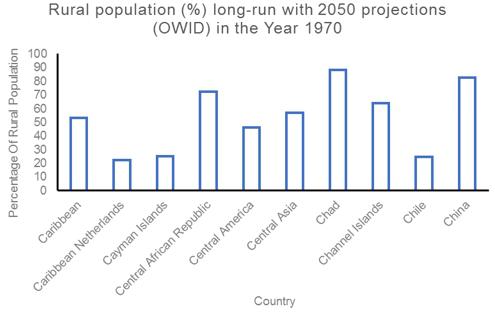 Rural population (%) long-run with 2050 projections
(OWID) in the Year 1970
Percentage Of Rural Population
100
90
80
70
60
50
40
30
20
10
0
Caribbean
Caribbean Netherlands
Cayman Islands
Central African Republic
Central America
Central Asia
Chad
Channel Islands
Chile
China
Country